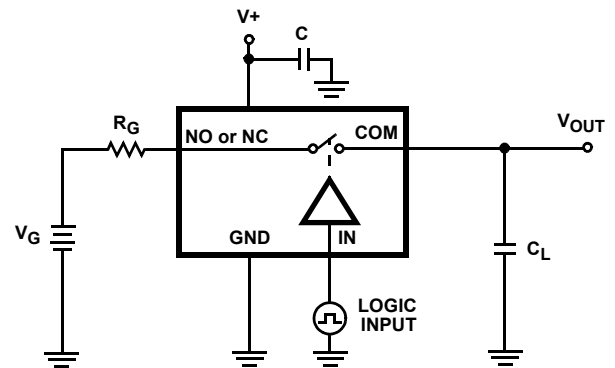 V+
C
RG
NO or NC
COM
VOUT
VG
GND
IN
CL
LOGIC
INPUT